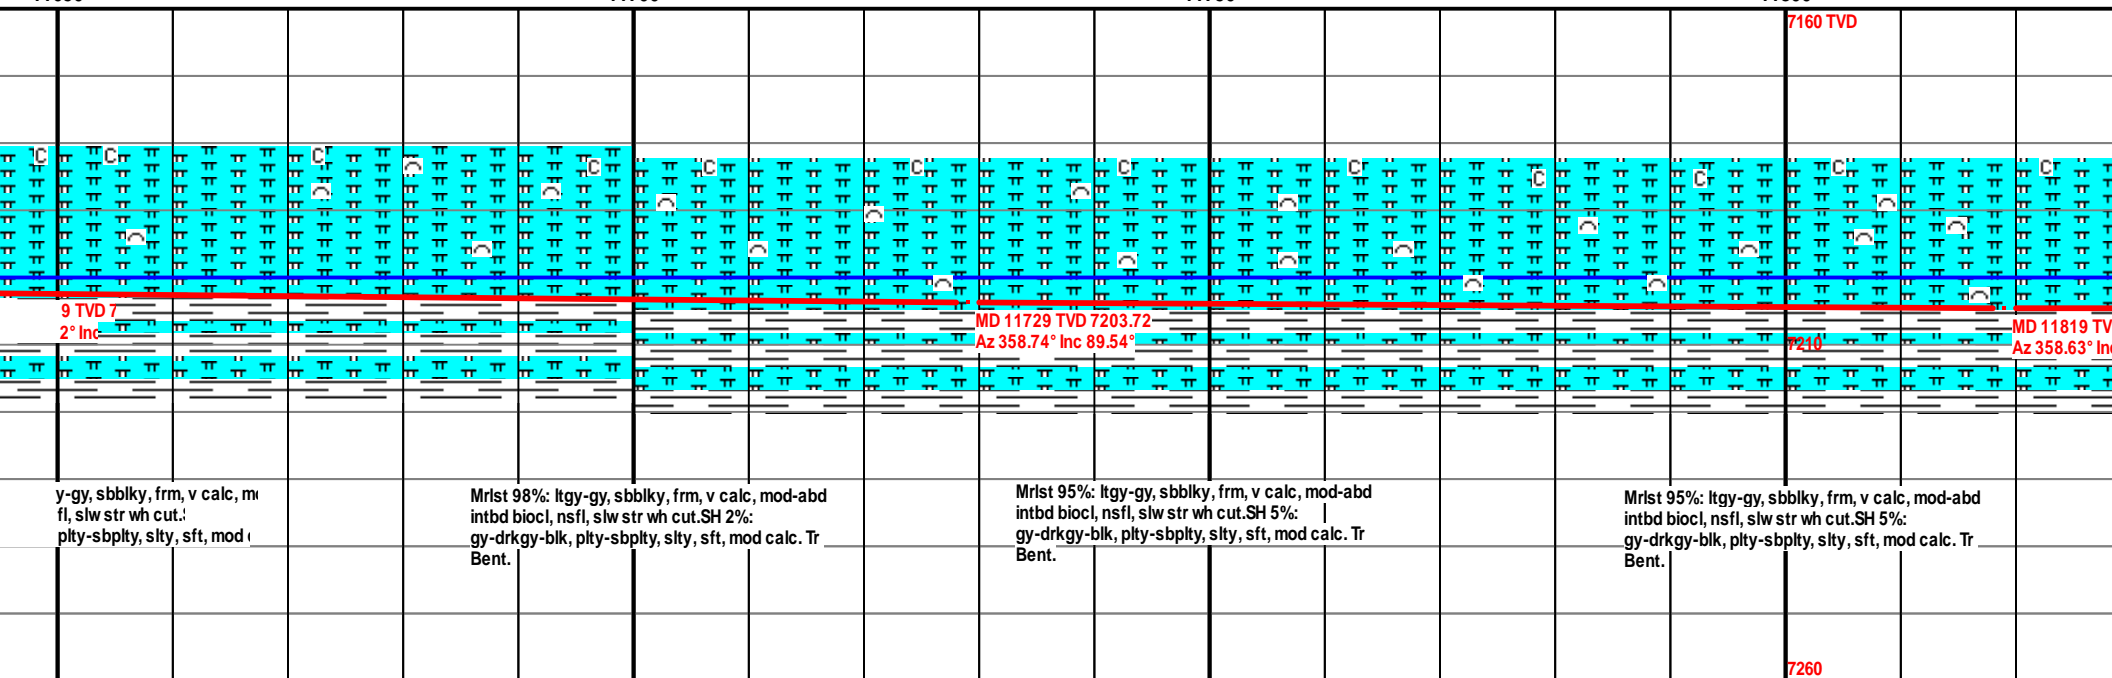 7160 TVD
9 TVD 7
2° Inc
MD 11729 TVD 7203.72
Az 358.74° Inc 89.54°
7210
MD 11819 TV
Az 358.63° Inc
y-gy, sbblky, frm, v calc,
fl, slw str wh cut.
plty-sbplty, slty, sft, mod
Mrlst 98%: ltgy-gy, sbblky, frm, v calc, mod-abd
intbd biocl, nsfl, slw str wh cut.SH 2%:
gy-drkgy-blk, plty-sbplty, slty, sft, mod calc. Tr
Bent.
Mrlst 95%: ltgy-gy, sbblky, frm, v calc, mod-abd
intbd biocl, nsfl, slw str wh cut.SH 5%:
gy-drkgy-blk, plty-sbplty, slty, sft, mod calc. Tr
Bent.
Mrlst 95%: ltgy-gy, sbblky, frm, v calc, mod-abd
intbd biocl, nsfl, slw str wh cut.SH 5%:
gy-drkgy-blk, plty-sbplty, slty, sft, mod calc. Tr
Bent.
7260